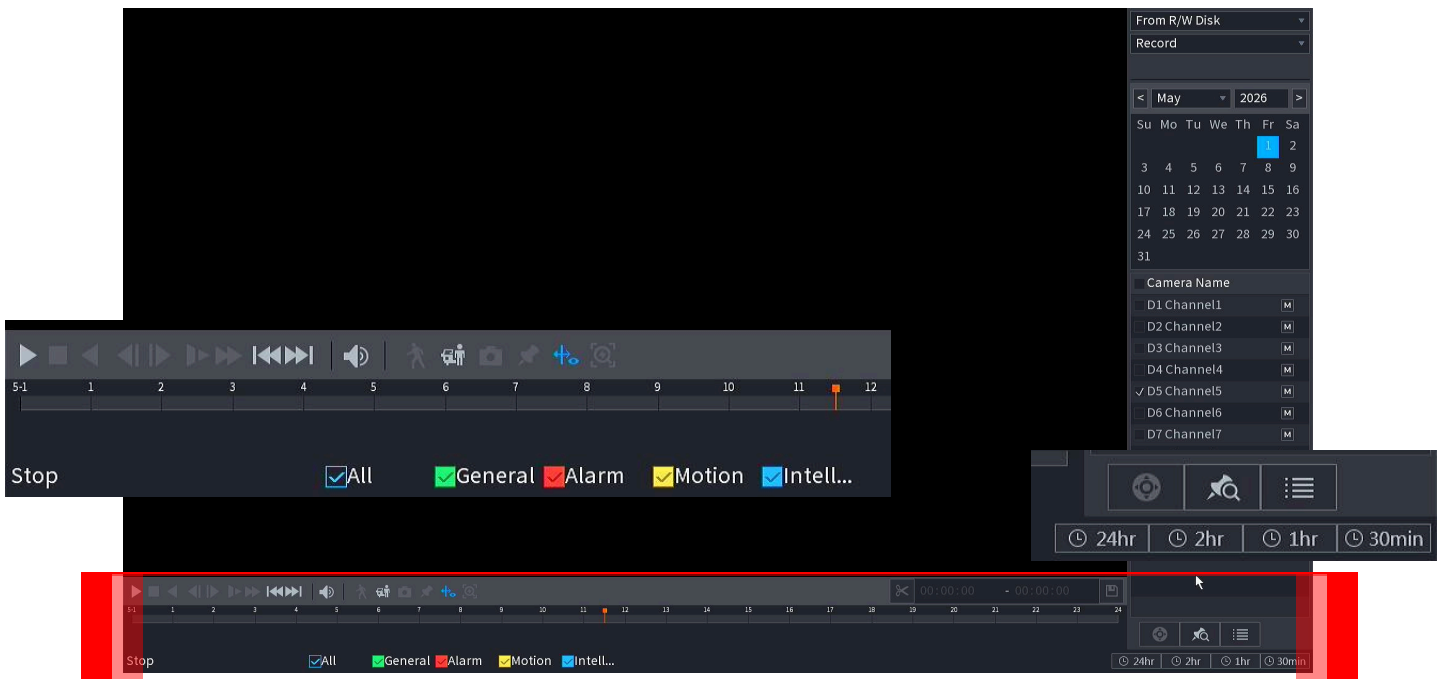 From R/W Disk
Record
< May 2026 >
Su Mo Tu We Th Fr Sa
1 2
3 4 5 6 7 8 9
10 11 12 13 14 15 16
17 18 19 20 21 22 23
24 25 26 27 28 29 30
31
Camera Name
D1 Channel1 M
D2 Channel2 M
D3 Channel3 M
D4 Channel4 M
D5 Channel5 M
D6 Channel6 M
D7 Channel7 M
5-1 1 2 3 4 5 6 7 8 9 10 11 12
Stop All General Alarm Motion Intell...
24hr 2hr 1hr 30min
00:00:00 - 00:00:00
5-1 1 2 3 4 5 6 7 8 9 10 11 12 13 14 15 16 17 18 19 20 21 22 23 24
Stop All General Alarm Motion Intell...
24hr 2hr 1hr 30min